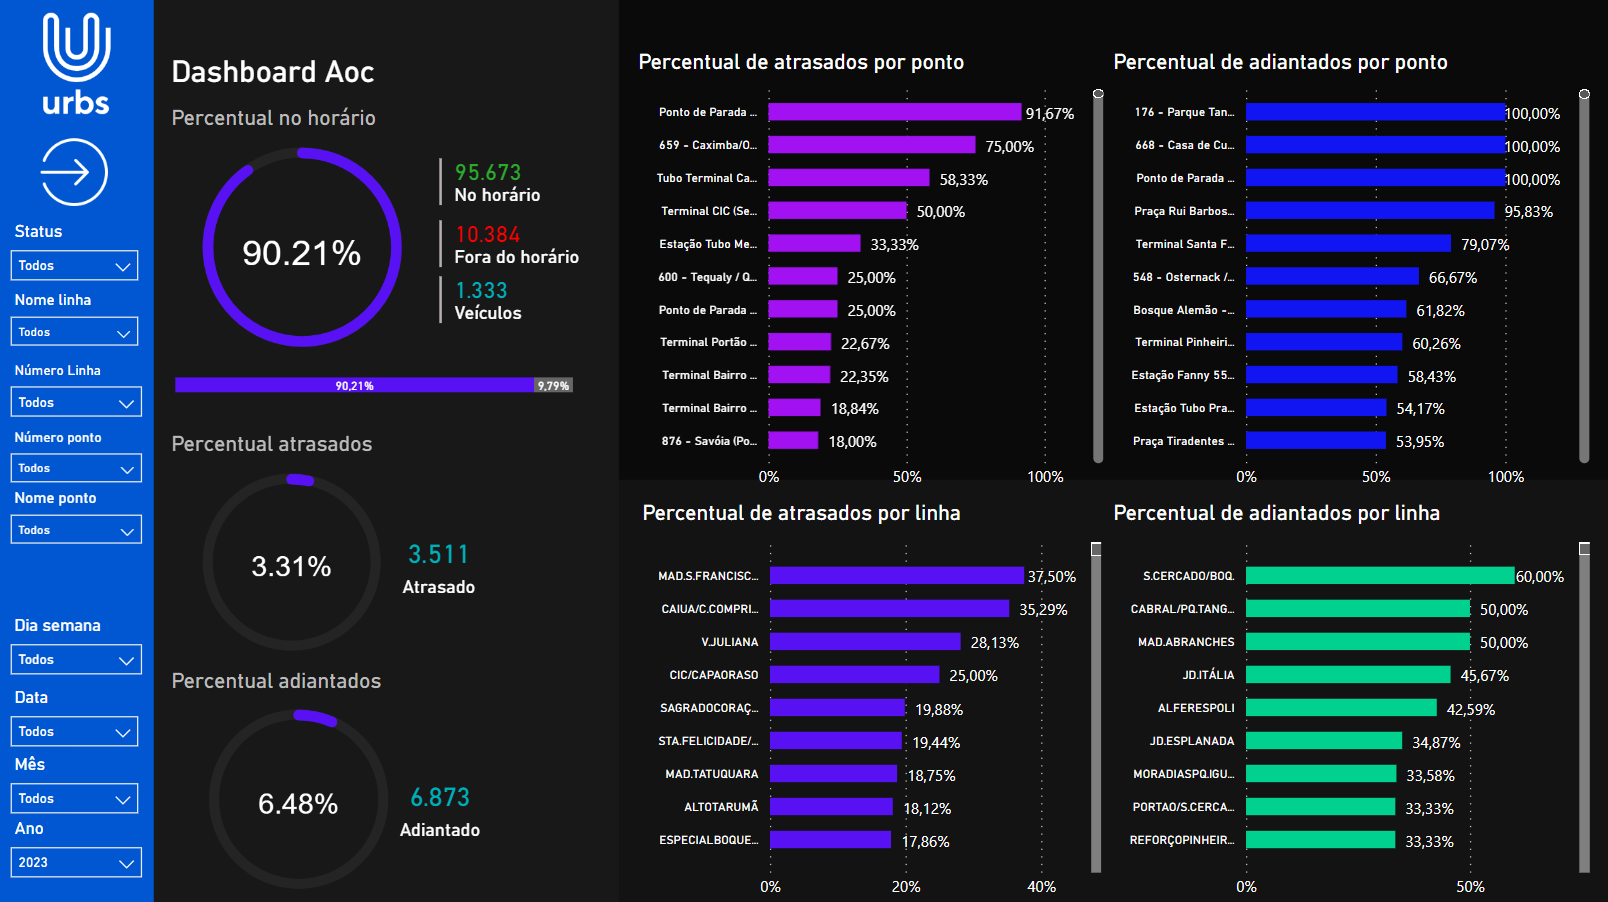 urbs
Status
Todos
Nome linha
Todos
Número Linha
Todos
Número ponto
Todos
Nome ponto
Todos
Dia semana
Todos
Data
Todos
Mês
Todos
Ano
2023
Dashboard Aoc
Percentual no horário
90.21%
95.673
No horário
10.384
Fora do horário
1.333
Veículos
90,21%
9,79%
Percentual atrasados
3.31%
3.511
Atrasado
Percentual adiantados
6.48%
6.873
Adiantado
Percentual de atrasados por ponto
Ponto de Parada ... 91,67%
659 - Caximba/O... 75,00%
Tubo Terminal Ca... 58,33%
Terminal CIC (Se... 50,00%
Estação Tubo Me... 33,33%
600 - Tequaly / Q... 25,00%
Ponto de Parada ... 25,00%
Terminal Portão ... 22,67%
Terminal Bairro ... 22,35%
Terminal Bairro ... 18,84%
876 - Savóia (Po... 18,00%
0% 50% 100%
Percentual de adiantados por ponto
176 - Parque Tan... 100,00%
668 - Casa de Cu... 100,00%
Ponto de Parada ... 100,00%
Praça Rui Barbos... 95,83%
Terminal Santa F... 79,07%
548 - Osternack /... 66,67%
Bosque Alemão -... 61,82%
Terminal Pinheiri... 60,26%
Estação Fanny 55... 58,43%
Estação Tubo Pra... 54,17%
Praça Tiradentes ... 53,95%
0% 50% 100%
Percentual de atrasados por linha
MAD.S.FRANCISC... 37,50%
CAIUA/C.COMPRI... 35,29%
V.JULIANA 28,13%
CIC/CAPAORASO 25,00%
SAGRADOCORAÇ... 19,88%
STA.FELICIDADE/... 19,44%
MAD.TATUQUARA 18,75%
ALTOTARUMÃ 18,12%
ESPECIALBOQUE... 17,86%
0% 20% 40%
Percentual de adiantados por linha
S.CERCADO/BOQ. 60,00%
CABRAL/PQ.TANG... 50,00%
MAD.ABRANCHES 50,00%
JD.ITÁLIA 45,67%
ALFERESPOLI 42,59%
JD.ESPLANADA 34,87%
MORADIASPQ.IGU... 33,58%
PORTAO/S.CERCA... 33,33%
REFORÇOPINHEIR... 33,33%
0% 50%